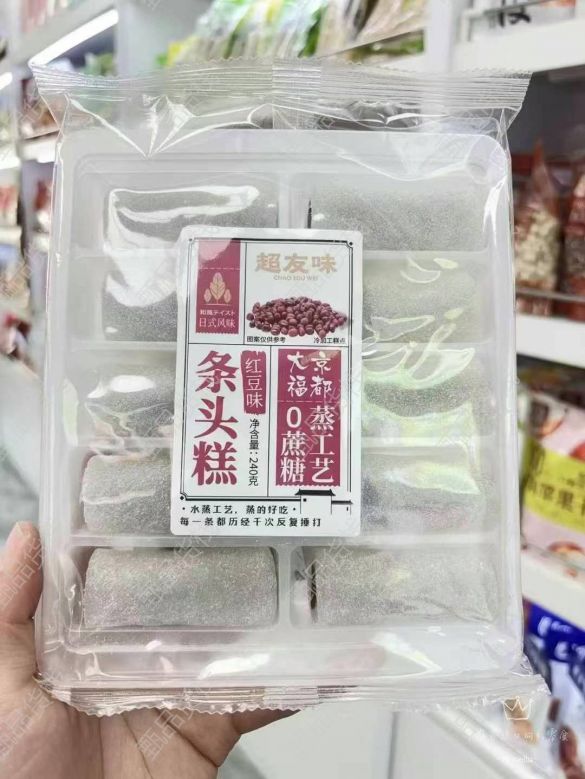 超友味
CHAO YOU WEI
和風テイスト
日式风味
图案仅供参考
冷加工糕点
条头糕
红豆味
净含量:240克
京都
大福
蒸工艺
0蔗糖
·水蒸工艺,蒸的好吃·
每一条都历经千次反复捶打